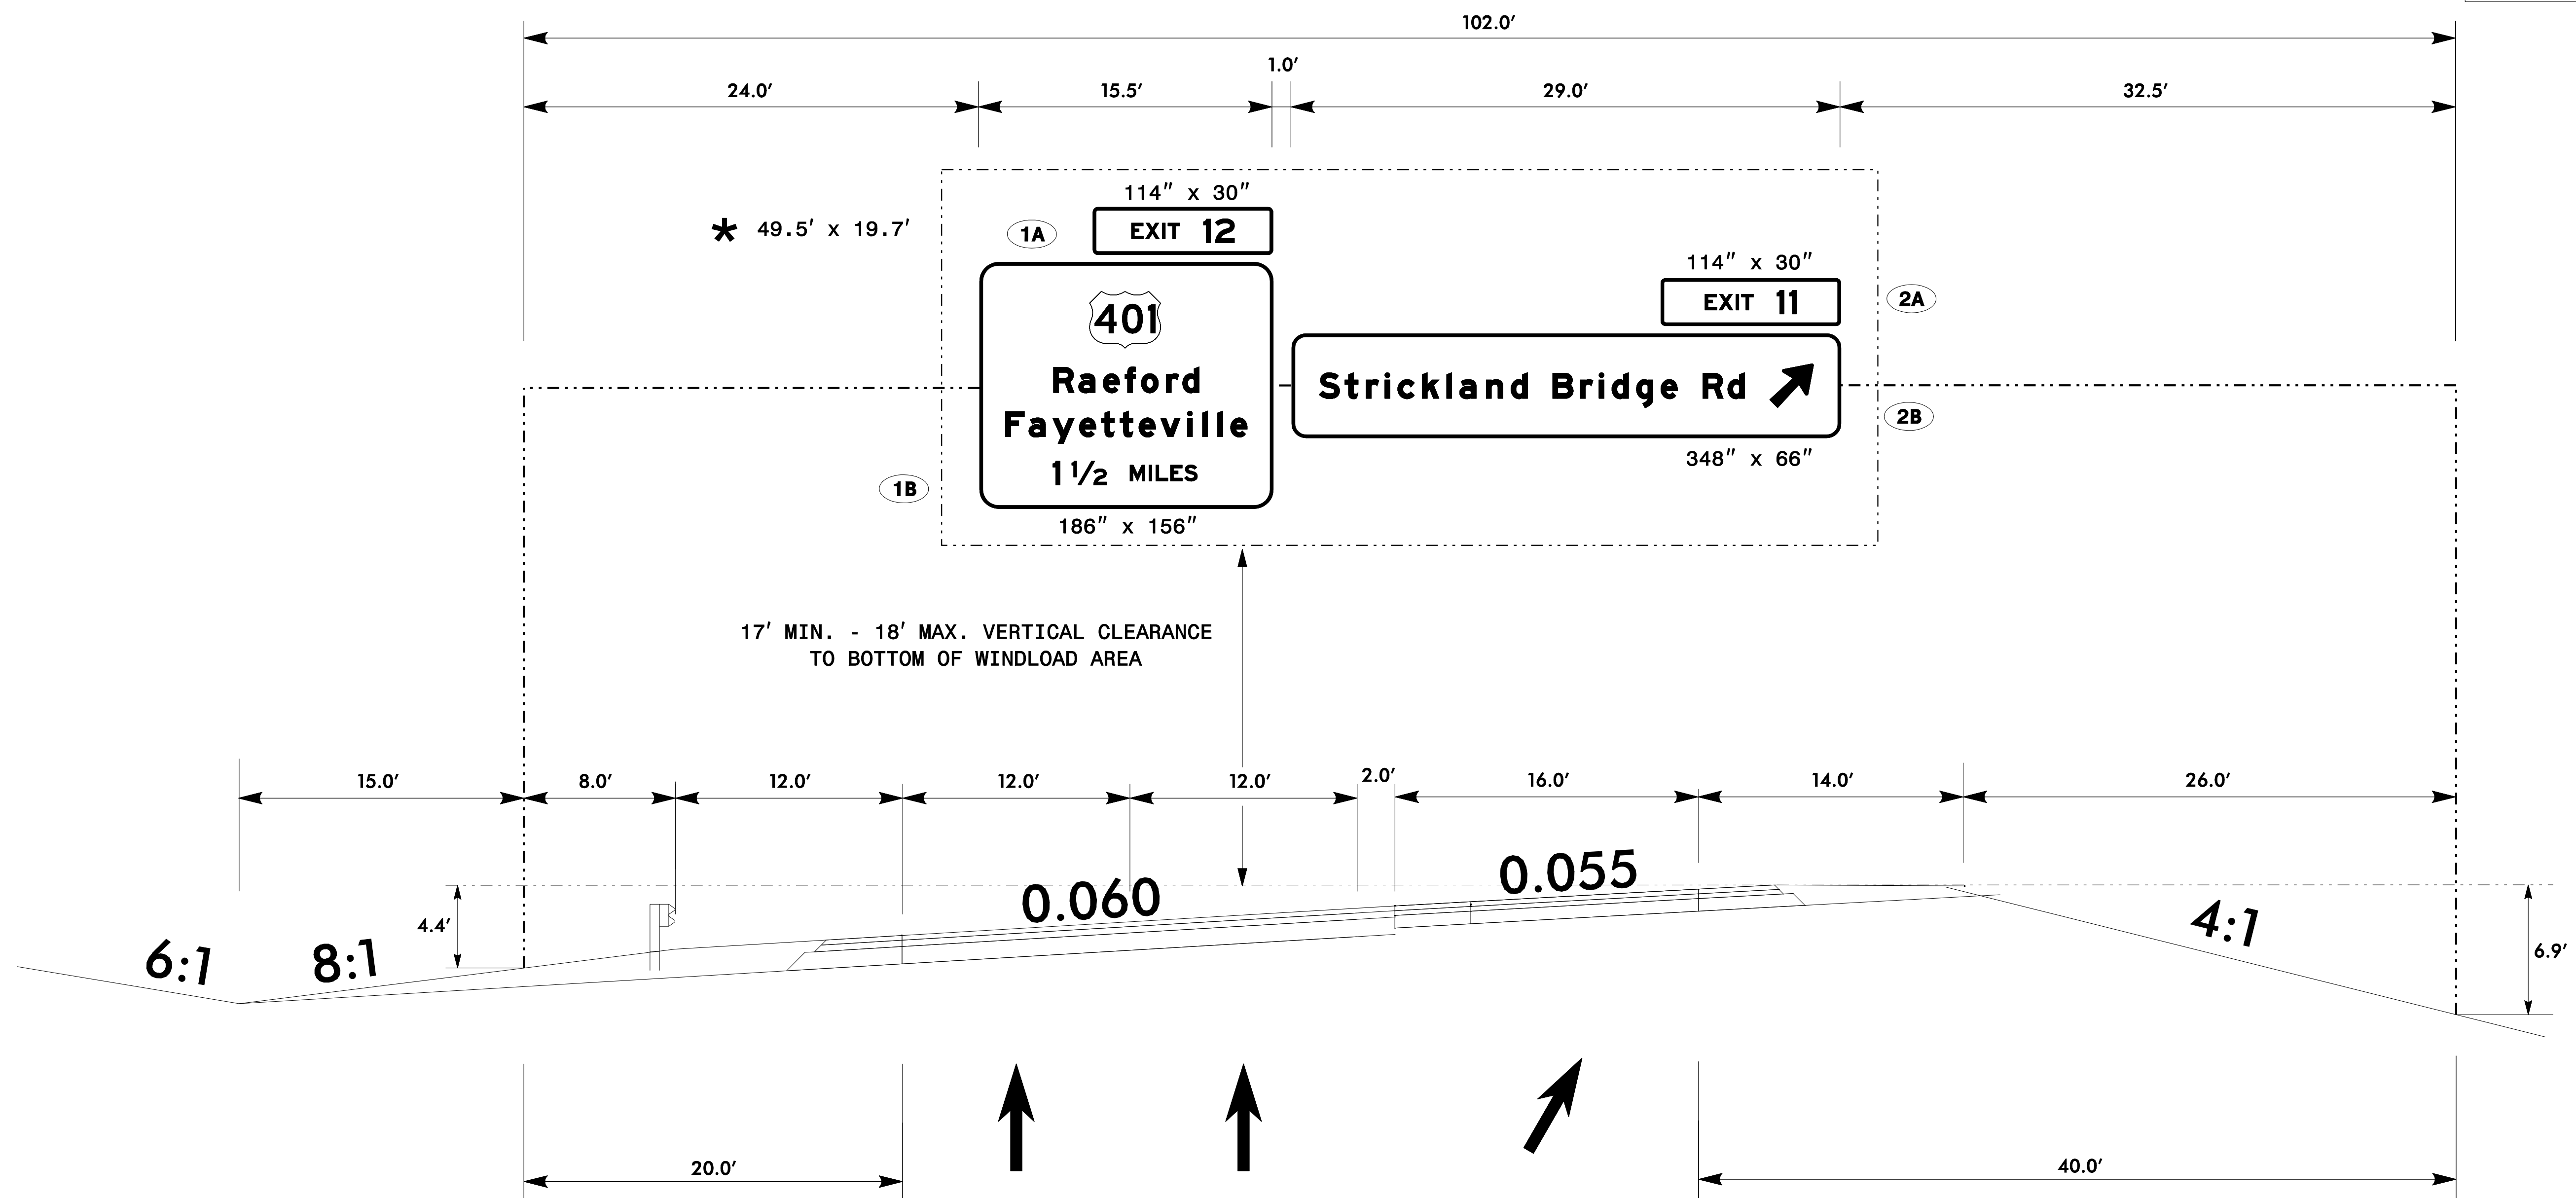 102.0'
1.0'
24.0' 15.5' 29.0' 32.5'
114" x 30"
* 49.5' x 19.7'
1A
EXIT 12
114" x 30"
EXIT 11
2A
401
Raeford
Fayetteville
1 1/2 MILES
Strickland Bridge Rd
2B
348" x 66"
1B
186" x 156"
17' MIN. - 18' MAX. VERTICAL CLEARANCE
TO BOTTOM OF WINDLOAD AREA
15.0' 8.0' 12.0' 12.0' 12.0' 2.0' 16.0' 14.0' 26.0'
0.060
0.055
4.4'
6:1
8:1
4:1
6.9'
20.0'
40.0'